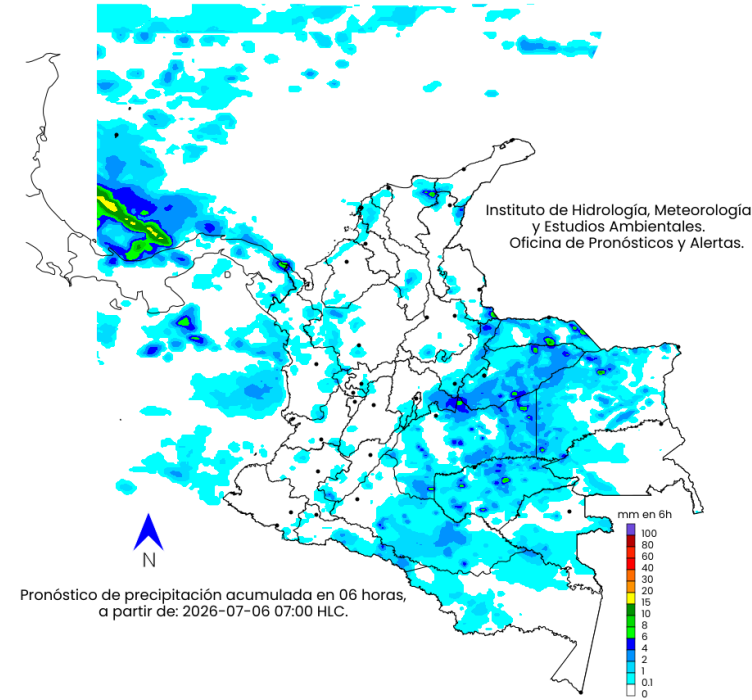 Instituto de Hidrología, Meteorología
y Estudios Ambientales.
Oficina de Pronósticos y Alertas.
mm en 6h
100
80
60
40
30
20
15
10
8
6
4
2
1
0.1
0
N
Pronóstico de precipitación acumulada en 06 horas,
a partir de: 2026-07-06 07:00 HLC.